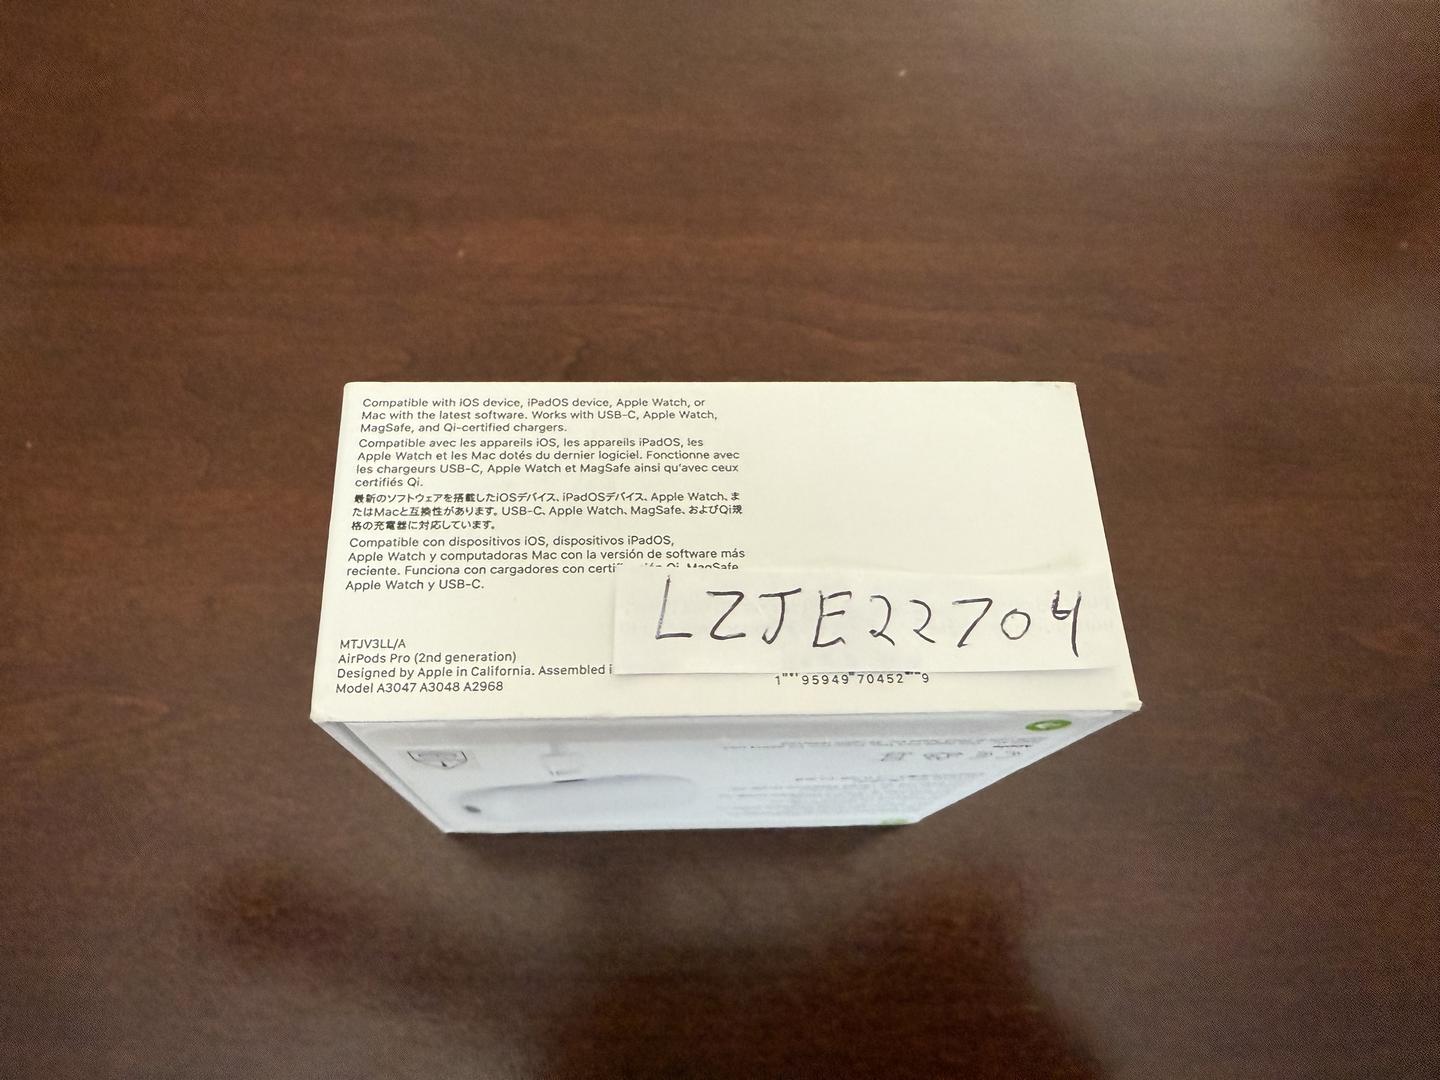 Compatible with iOS device, iPadOS device, Apple Watch, or
Mac with the latest software. Works with USB-C, Apple Watch,
MagSafe, and Qi-certified chargers.
Compatible avec les appareils iOS, les appareils iPadOS, les
Apple Watch et les Mac dotés du dernier logiciel. Fonctionne avec
les chargeurs USB-C, Apple Watch et MagSafe ainsi qu'avec ceux
certifiés Qi.
最新のソフトウェアを搭載したiOSデバイス、iPadOSデバイス、Apple Watch、ま
たはMacと互換性があります。USB-C、Apple Watch、MagSafe、およびQi規
格の充電器に対応しています。
Compatible con dispositivos iOS, dispositivos iPadOS,
Apple Watch y computadoras Mac con la versión de software más
reciente. Funciona con cargadores con Qi, MagSafe
Apple Watch y USB-C.
LZJE22704
MTJV3LL/A
AirPods Pro (2nd generation)
Designed by Apple in California. Assembled
Model A3047 A3048 A2968
1 95949 70452 9